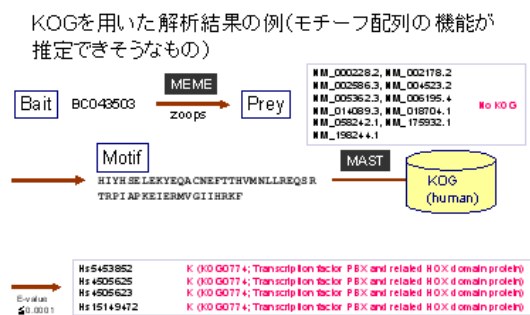 KOGを用いた解析結果の例(モチーフ配列の機能が
推定できそうなもの)
Bait
BC043503
MEME
zoops
Prey
NM_000228.2, NM_002178.2
NM_002586.3, NM_004523.2
NM_005362.3, NM_006195.4
NM_014089.3, NM_018704.1
NM_058242.1, NM_175932.1
NM_198244.1
No KOG
Motif
HIYHSELEKYEQACNEFTTHVMNLLREQSR
TRPIAPKEIERMVGIIHRKF
MAST
KOG
(human)
E-value
≦0.0001
Hs5453852 K (KOG0774; Transcription factor PBX and related HOX domain protein)
Hs4505625 K (KOG0774; Transcription factor PBX and related HOX domain protein)
Hs4505623 K (KOG0774; Transcription factor PBX and related HOX domain protein)
Hs15149472 K (KOG0774; Transcription factor PBX and related HOX domain protein)